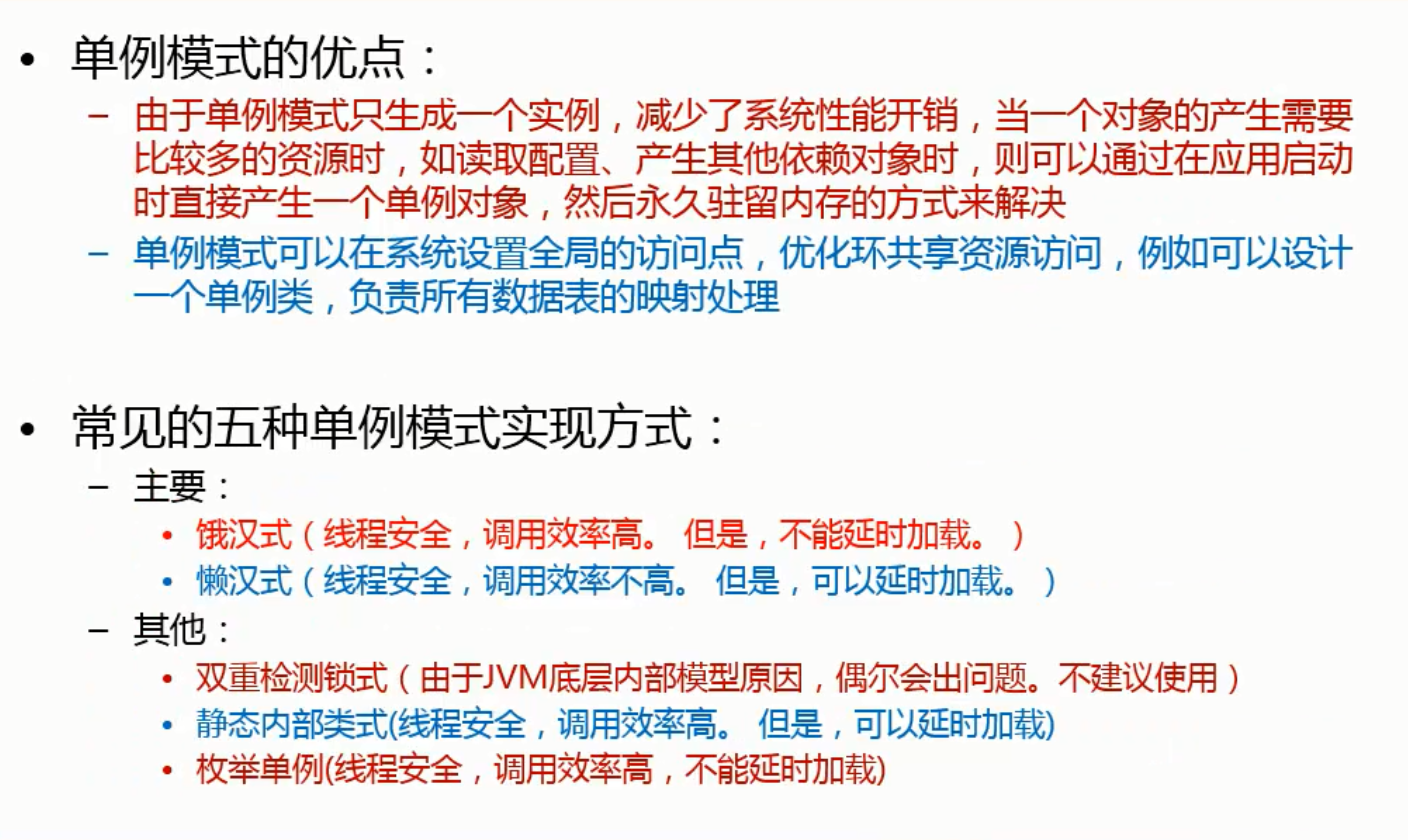 • 单例模式的优点：
– 由于单例模式只生成一个实例，减少了系统性能开销，当一个对象的产生需要
比较多的资源时，如读取配置、产生其他依赖对象时，则可以通过在应用启动
时直接产生一个单例对象，然后永久驻留内存的方式来解决
– 单例模式可以在系统设置全局的访问点，优化环共享资源访问，例如可以设计
一个单例类，负责所有数据表的映射处理
• 常见的五种单例模式实现方式：
– 主要：
• 饿汉式（线程安全，调用效率高。 但是，不能延时加载。）
• 懒汉式（线程安全，调用效率不高。 但是，可以延时加载。）
– 其他：
• 双重检测锁式（由于JVM底层内部模型原因，偶尔会出问题。不建议使用）
• 静态内部类式(线程安全，调用效率高。 但是，可以延时加载)
• 枚举单例(线程安全，调用效率高，不能延时加载)